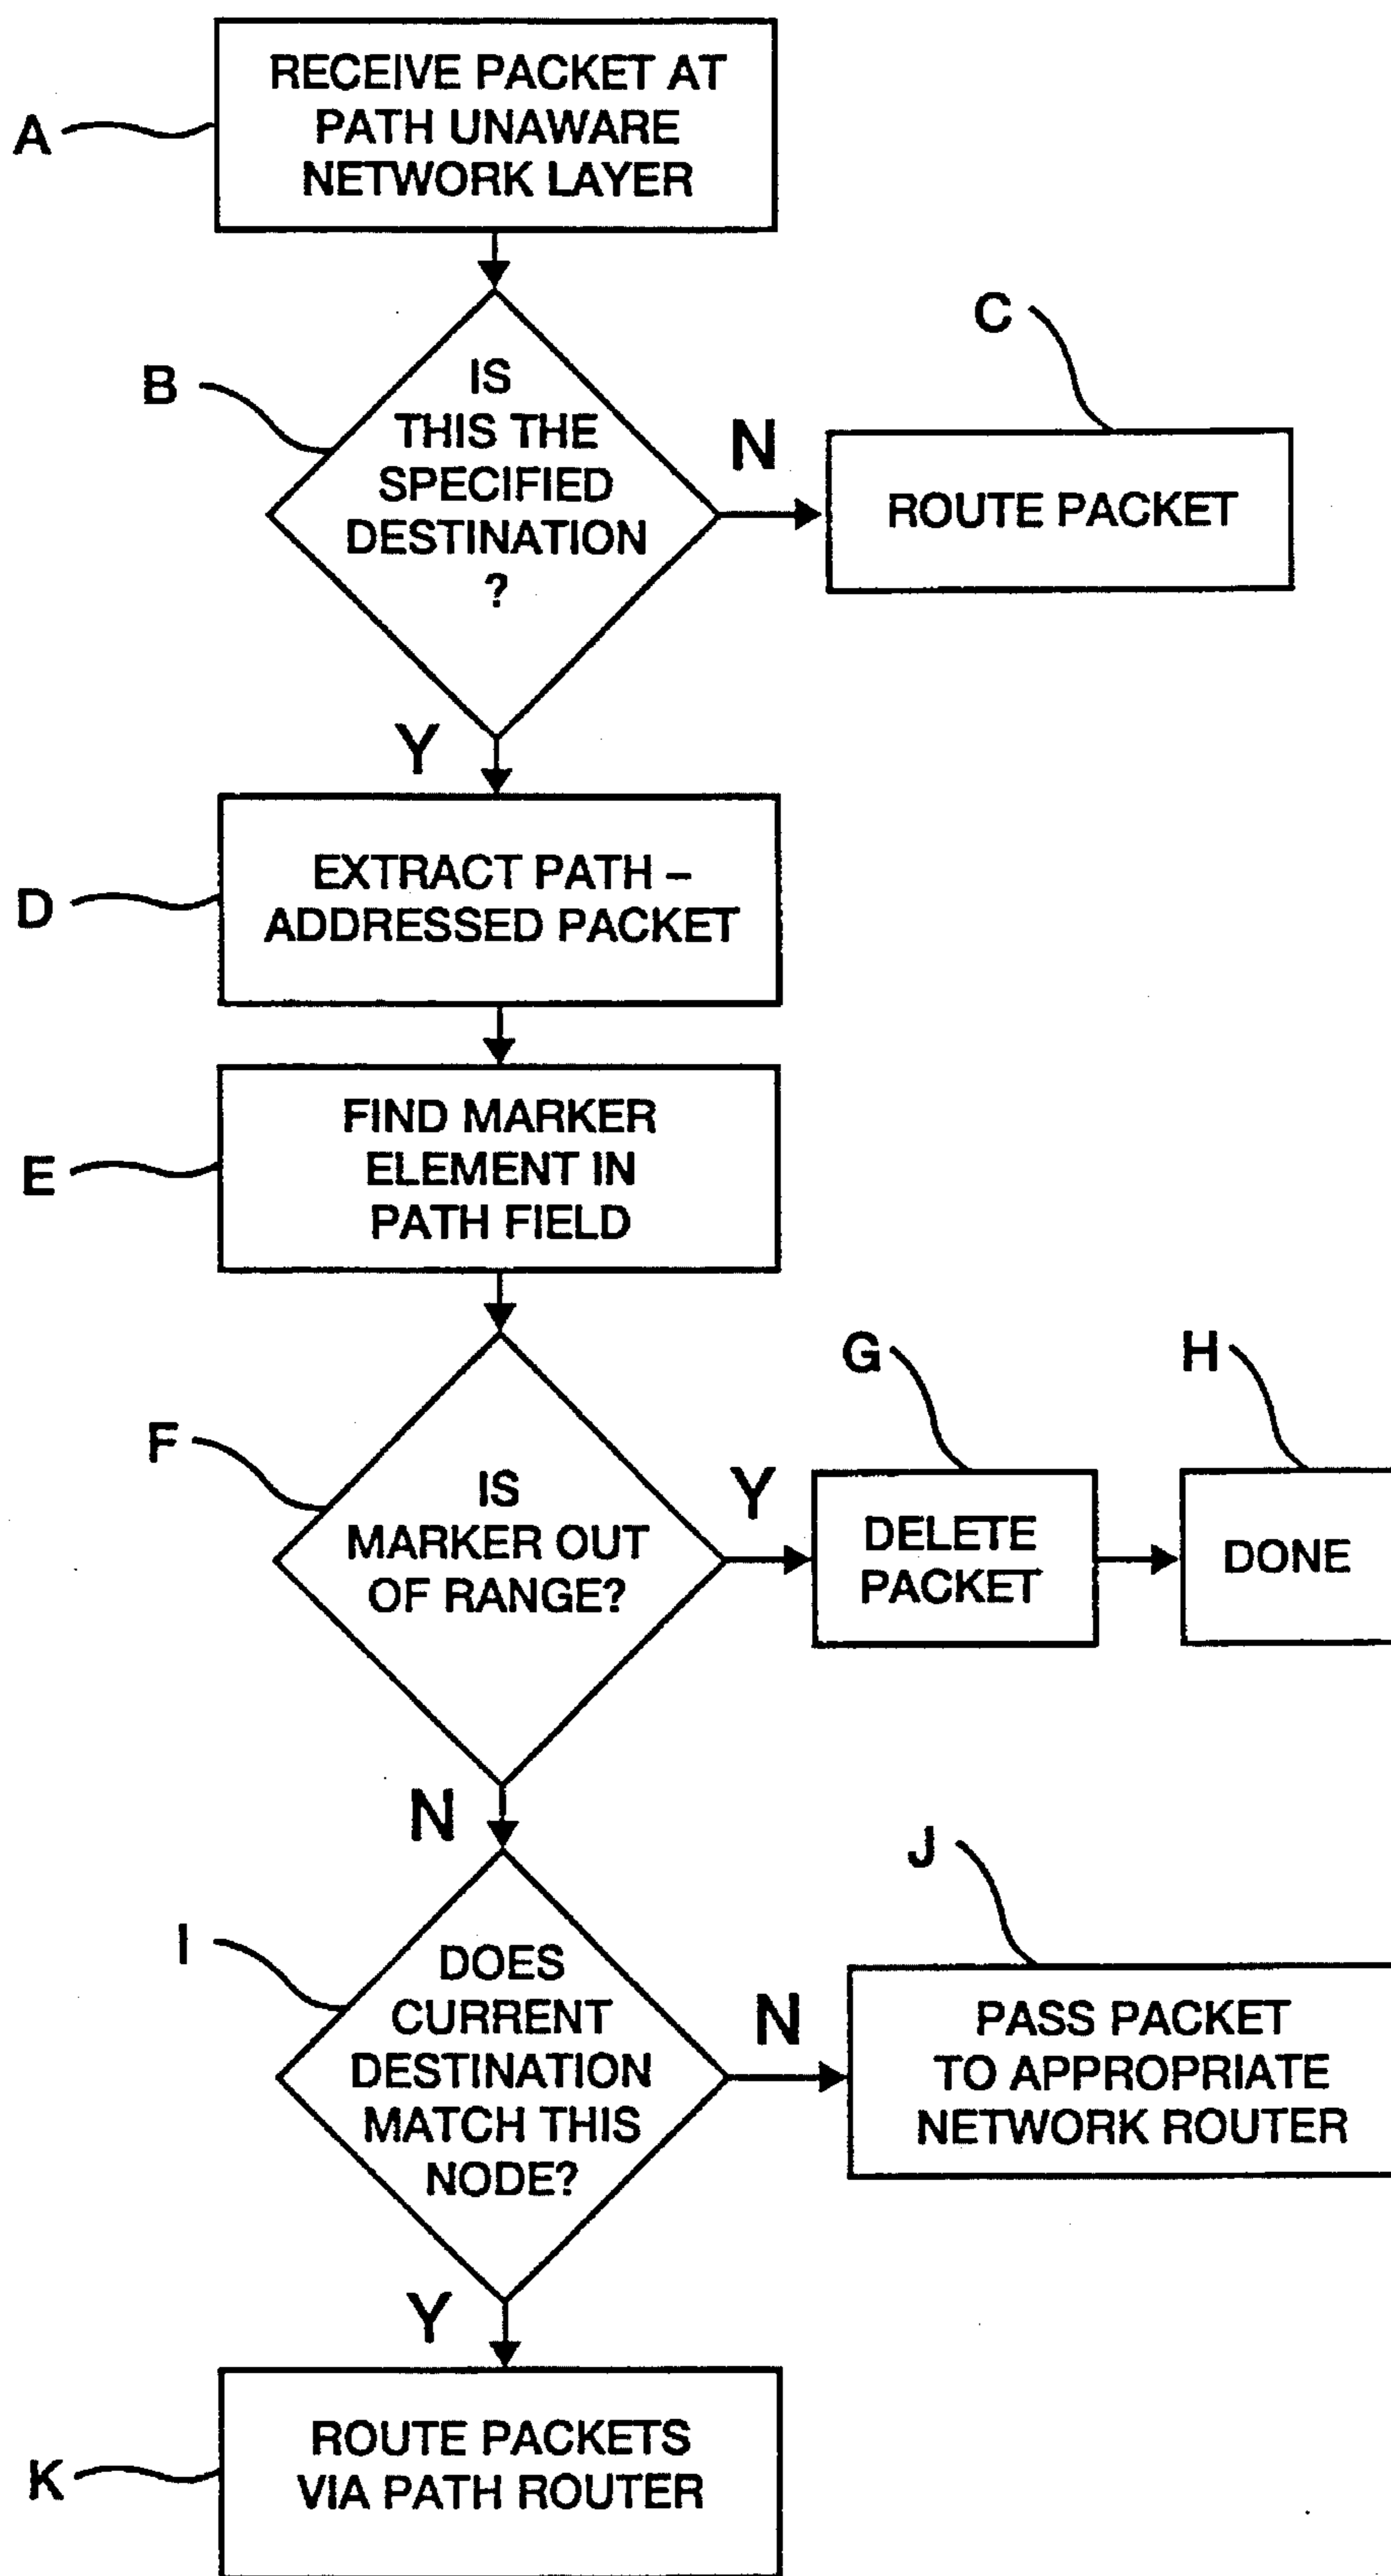 A
RECEIVE PACKET AT
PATH UNAWARE
NETWORK LAYER
B
IS
THIS THE
SPECIFIED
DESTINATION
?
N
C
ROUTE PACKET
Y
D
EXTRACT PATH –
ADDRESSED PACKET
E
FIND MARKER
ELEMENT IN
PATH FIELD
F
IS
MARKER OUT
OF RANGE?
Y
G
DELETE
PACKET
H
DONE
N
I
DOES
CURRENT
DESTINATION
MATCH THIS
NODE?
N
J
PASS PACKET
TO APPROPRIATE
NETWORK ROUTER
Y
K
ROUTE PACKETS
VIA PATH ROUTER